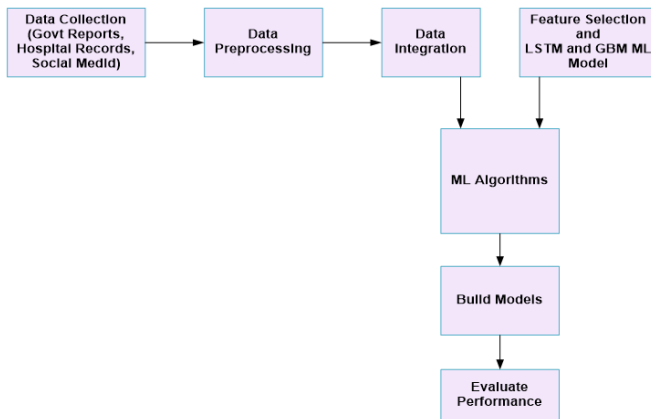 Data Collection
(Govt Reports,
Hospital Records,
Social MedId)
Data
Preprocessing
Data
Integration
Feature Selection
and
LSTM and GBM ML
Model
ML Algorithms
Build Models
Evaluate
Performance